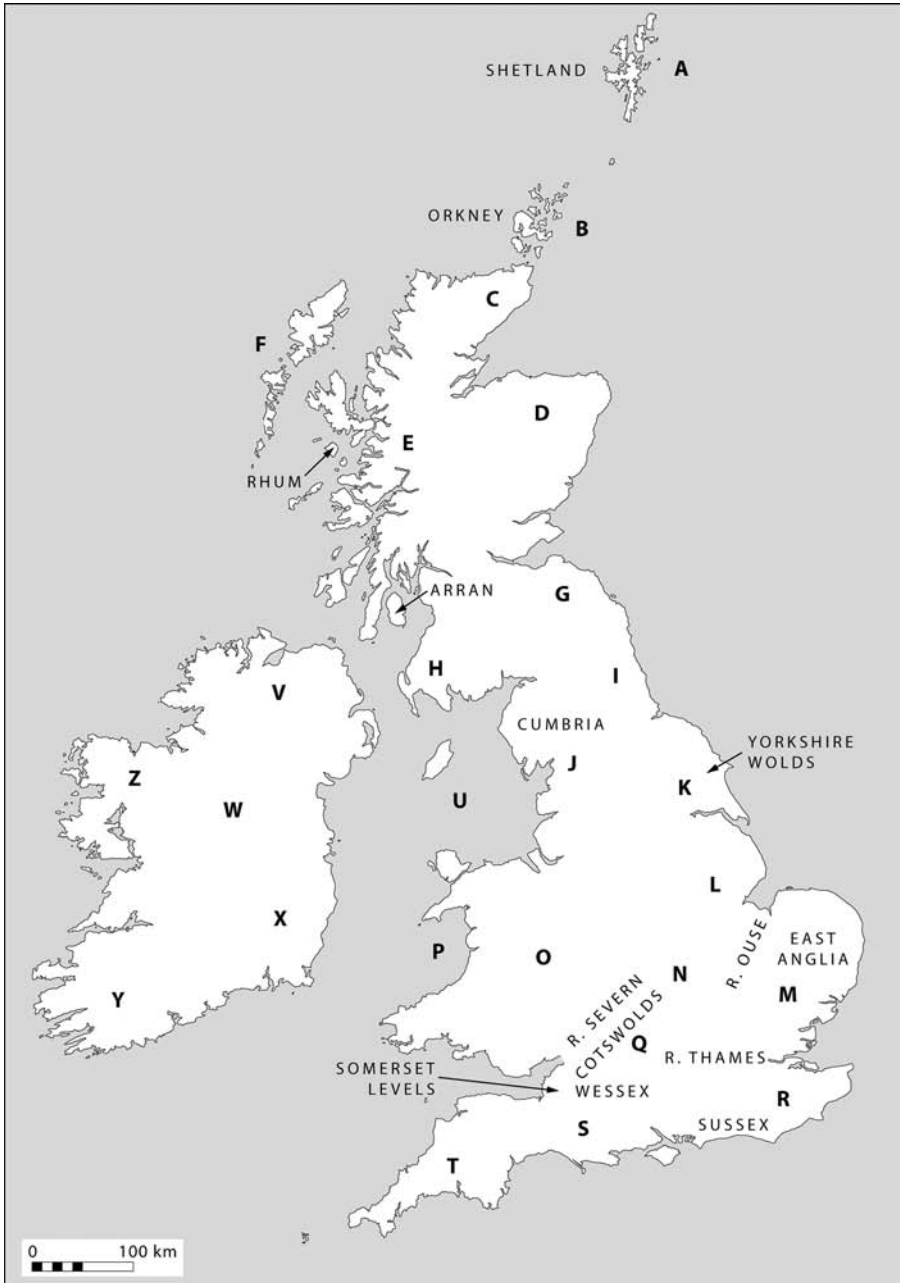 SHETLAND
A
ORKNEY
B
C
F
D
E
RHUM
ARRAN
G
H
I
V
CUMBRIA
YORKSHIRE
WOLDS
J
Z
K
U
W
L
X
R. OUSE
EAST
ANGLIA
P
O
N
M
Y
R. SEVERN
COTSWOLDS
Q
R. THAMES
SOMERSET
LEVELS
WESSEX
R
S
SUSSEX
T
0 100 km